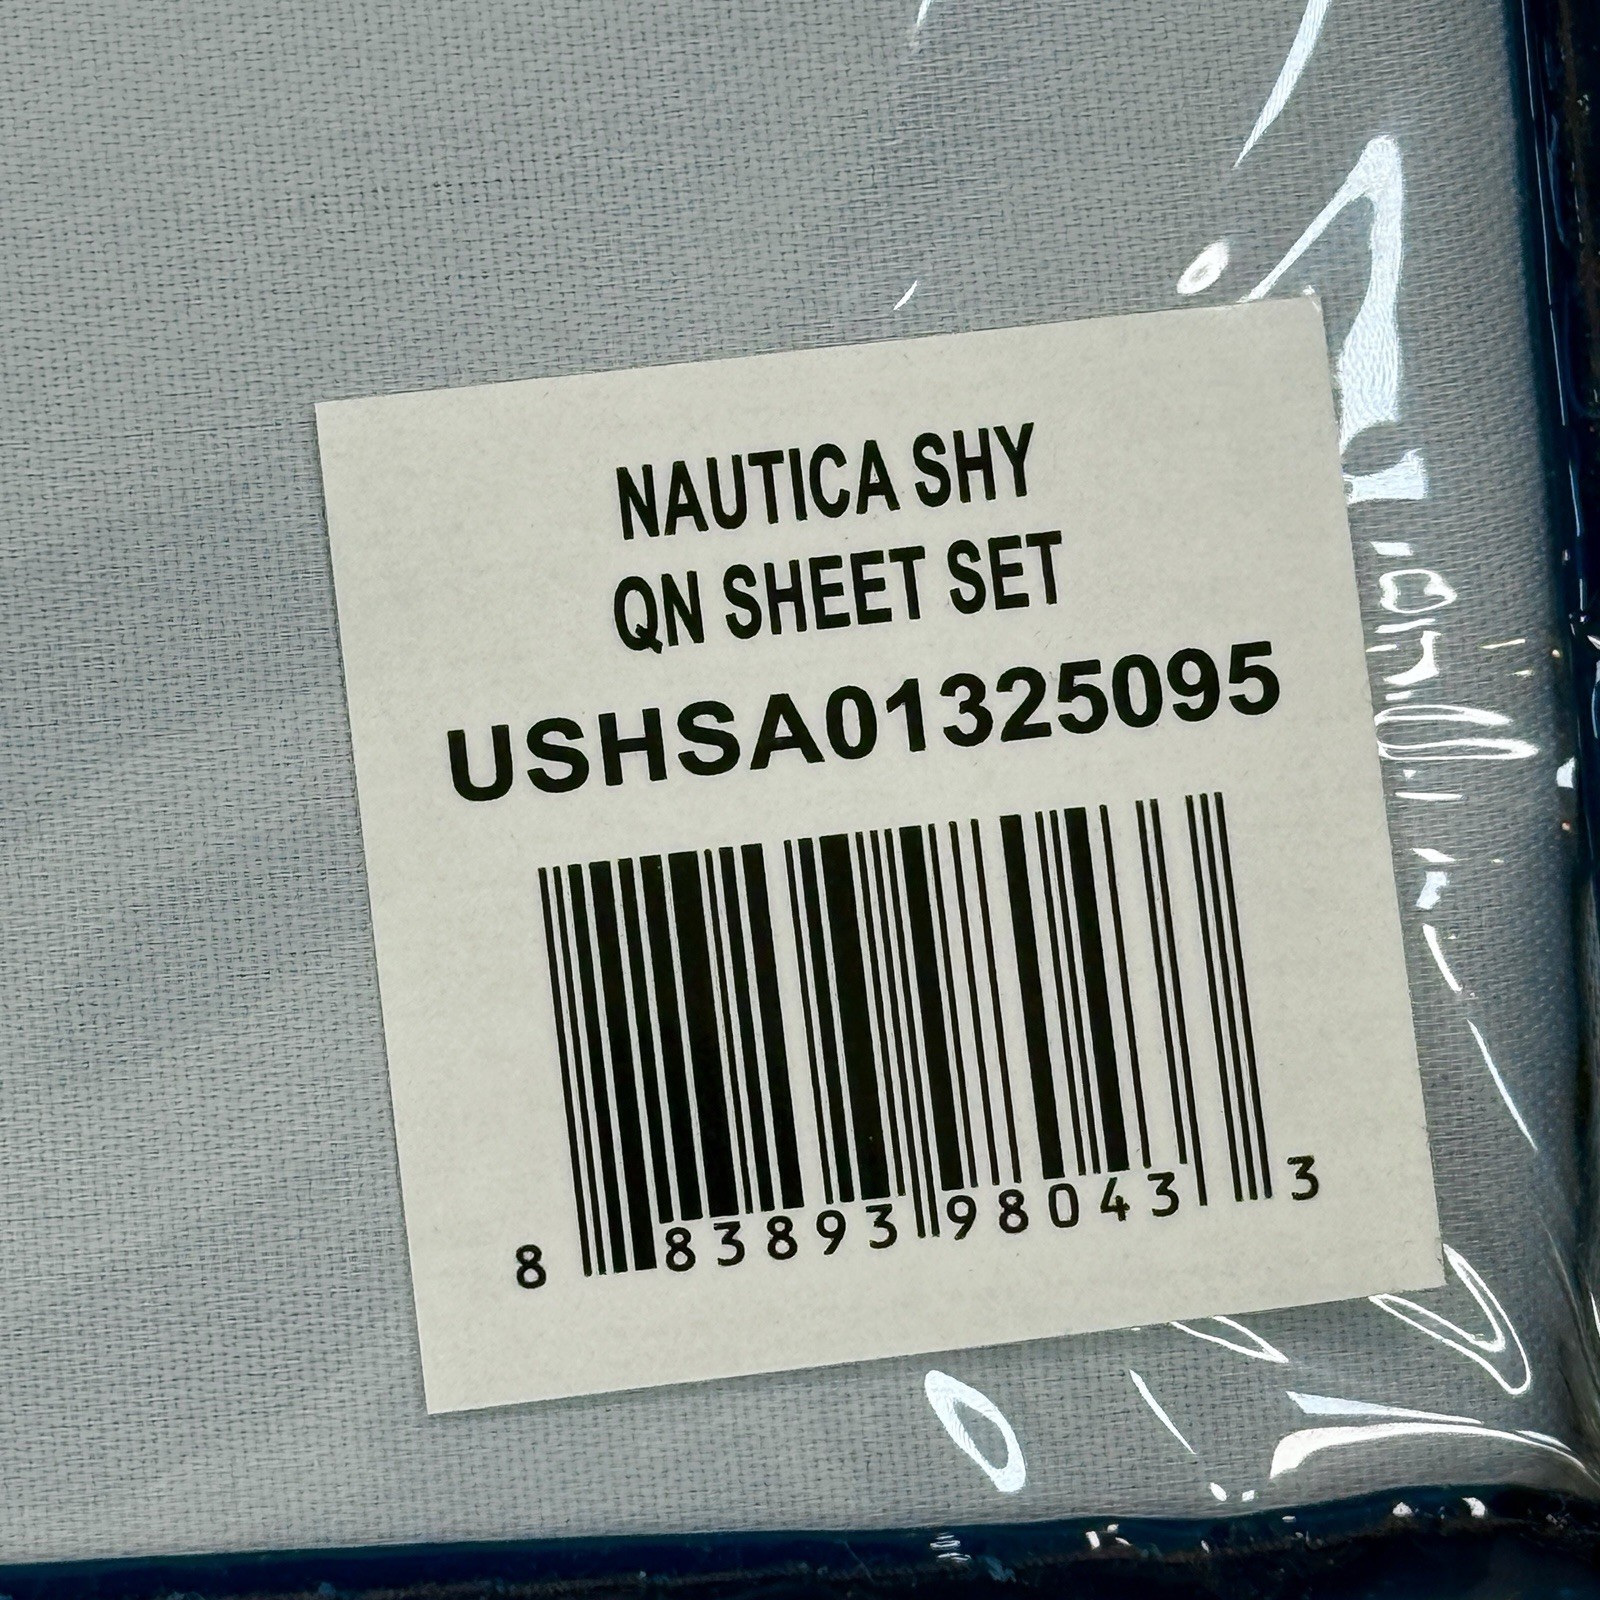 NAUTICA SHY
QN SHEET SET
USHSA01325095
8 83893 98043 3